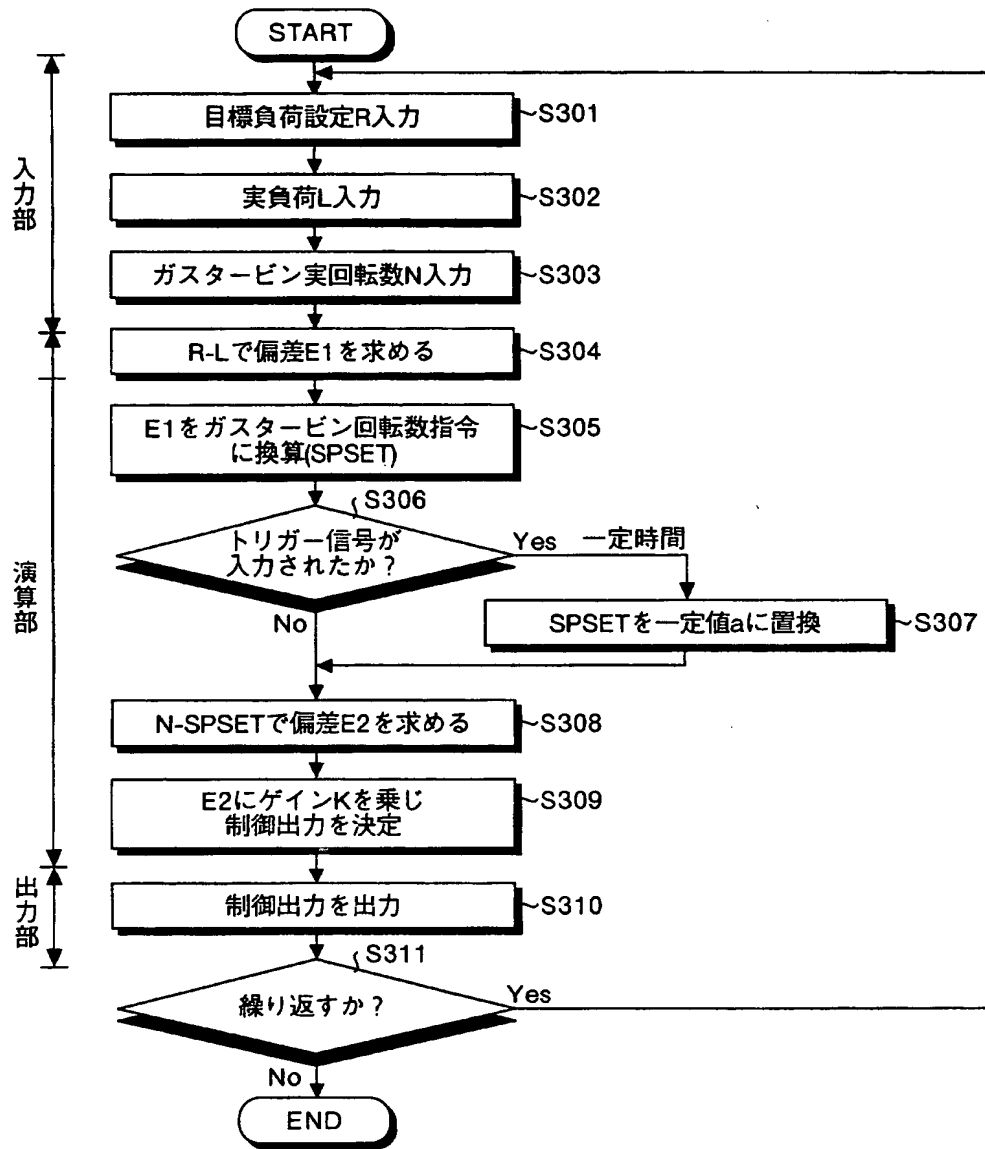 START
入力部
目標負荷設定R入力
~S301
実負荷L入力
~S302
ガスタービン実回転数N入力
~S303
演算部
R-Lで偏差E1を求める
~S304
E1をガスタービン回転数指令
に換算(SPSET)
~S305
S306
トリガー信号が
入力されたか？
Yes 一定時間
No
SPSETを一定値aに置換
~S307
N-SPSETで偏差E2を求める
~S308
E2にゲインKを乗じ
制御出力を決定
~S309
出力部
制御出力を出力
~S310
S311
繰り返すか？
Yes
No
END